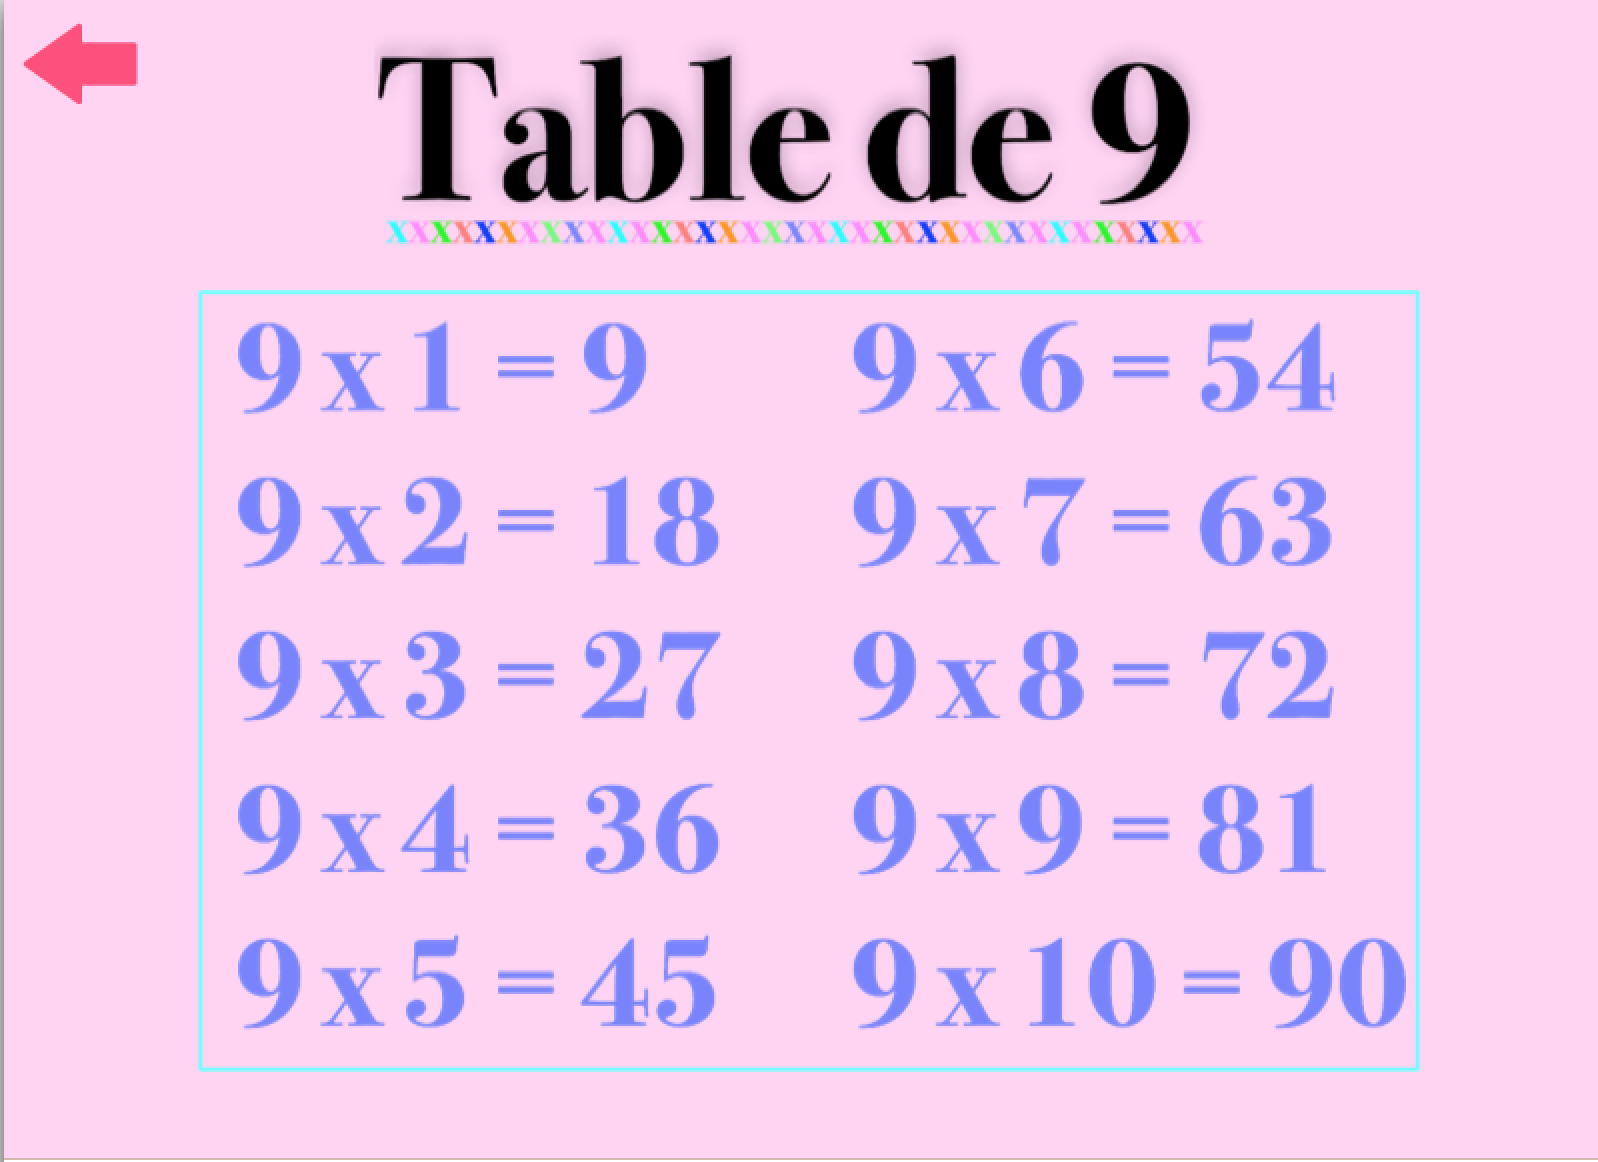 Table de 9
xxxxxxxxxxxxxxxxxxxxxxxxxxxxxxxxxxxxx
9 x 1 = 9
9 x 2 = 18
9 x 3 = 27
9 x 4 = 36
9 x 5 = 45
9 x 6 = 54
9 x 7 = 63
9 x 8 = 72
9 x 9 = 81
9 x 10 = 90